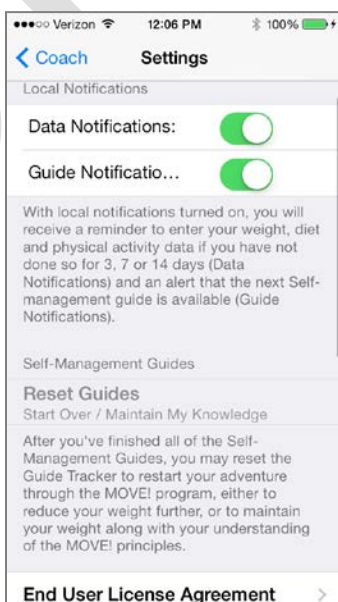 Verizon 12:06 PM 100%
Coach Settings
Local Notifications
Data Notifications:
Guide Notificatio...
With local notifications turned on, you will
receive a reminder to enter your weight, diet
and physical activity data if you have not
done so for 3, 7 or 14 days (Data
Notifications) and an alert that the next Self-
management guide is available (Guide
Notifications).
Self-Management Guides
Reset Guides
Start Over / Maintain My Knowledge
After you've finished all of the Self-
Management Guides, you may reset the
Guide Tracker to restart your adventure
through the MOVE! program, either to
reduce your weight further, or to maintain
your weight along with your understanding
of the MOVE! principles.
End User License Agreement